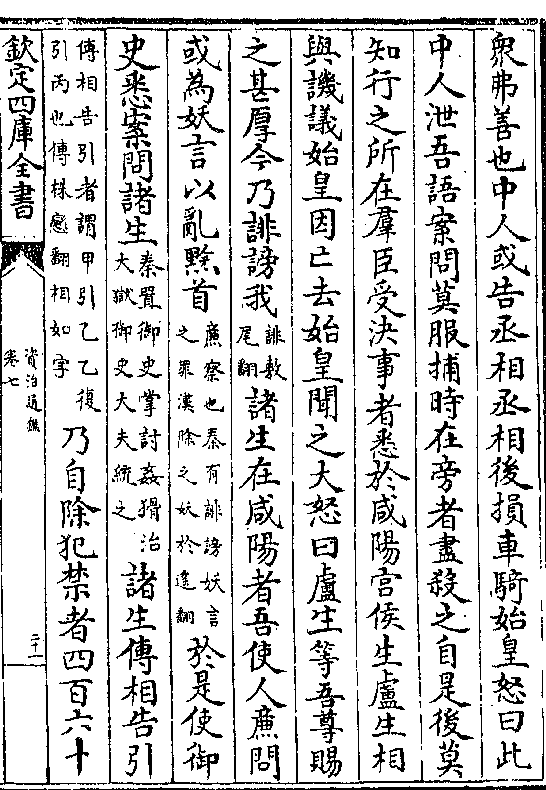 衆弗善也中人或告丞相丞相後損車騎始皇怒曰此
中人泄吾語案問莫服捕時在旁者盡殺之自是後莫
知行之所在羣臣受決事者悉於咸陽宫侯生盧生相
與譏議始皇因亡去始皇聞之大怒曰盧生等吾尊賜
之甚厚今乃誹謗我誹敷尾翻諸生在咸陽者吾使人廉問
或為妖言以亂黔首廉察也秦有誹謗妖言之罪漢除之妖於遥翻於是使御
史悉案問諸生秦置御史掌討姦猾治大獄御史大夫統之諸生傳相告引
傳相告引者謂甲引乙乙復引丙也傳株戀翻相如字乃自除犯禁者四百六十
欽定四庫全書
資治通鑑
卷七
二十一